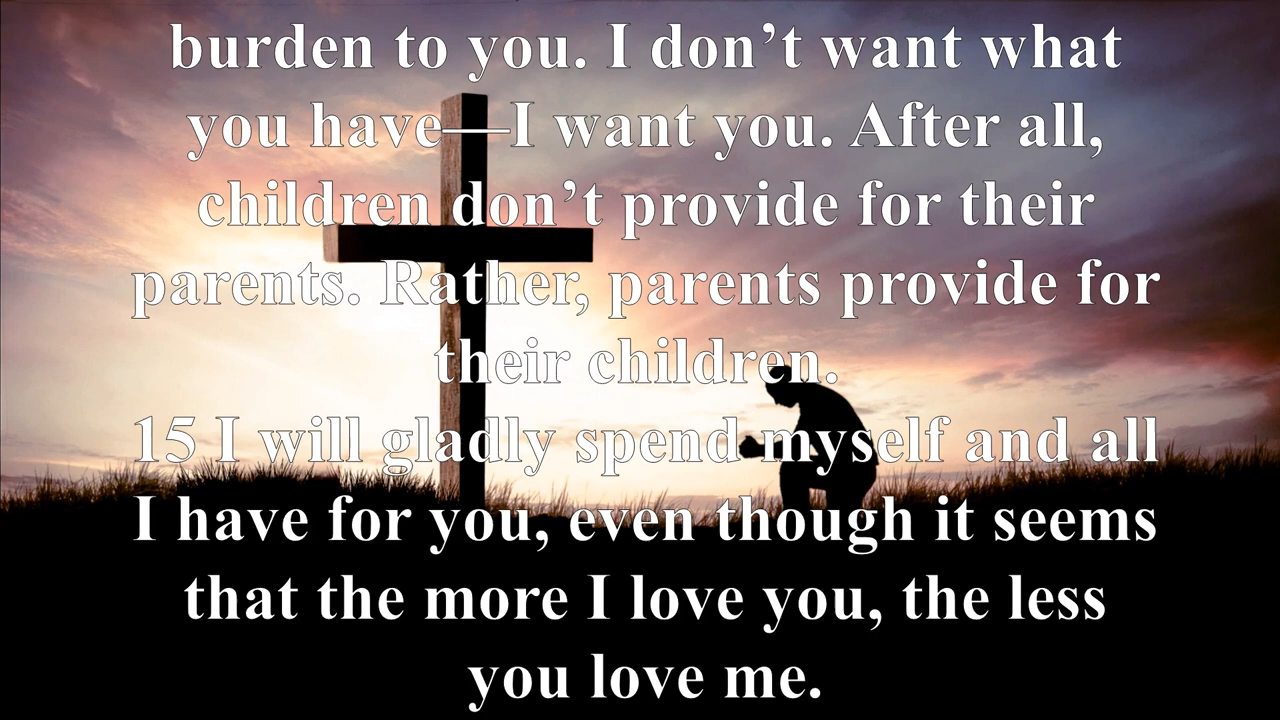 burden to you. I don’t want what
you have—I want you. After all,
children don’t provide for their
parents. Rather, parents provide for
their children.
15 I will gladly spend myself and all
I have for you, even though it seems
that the more I love you, the less
you love me.